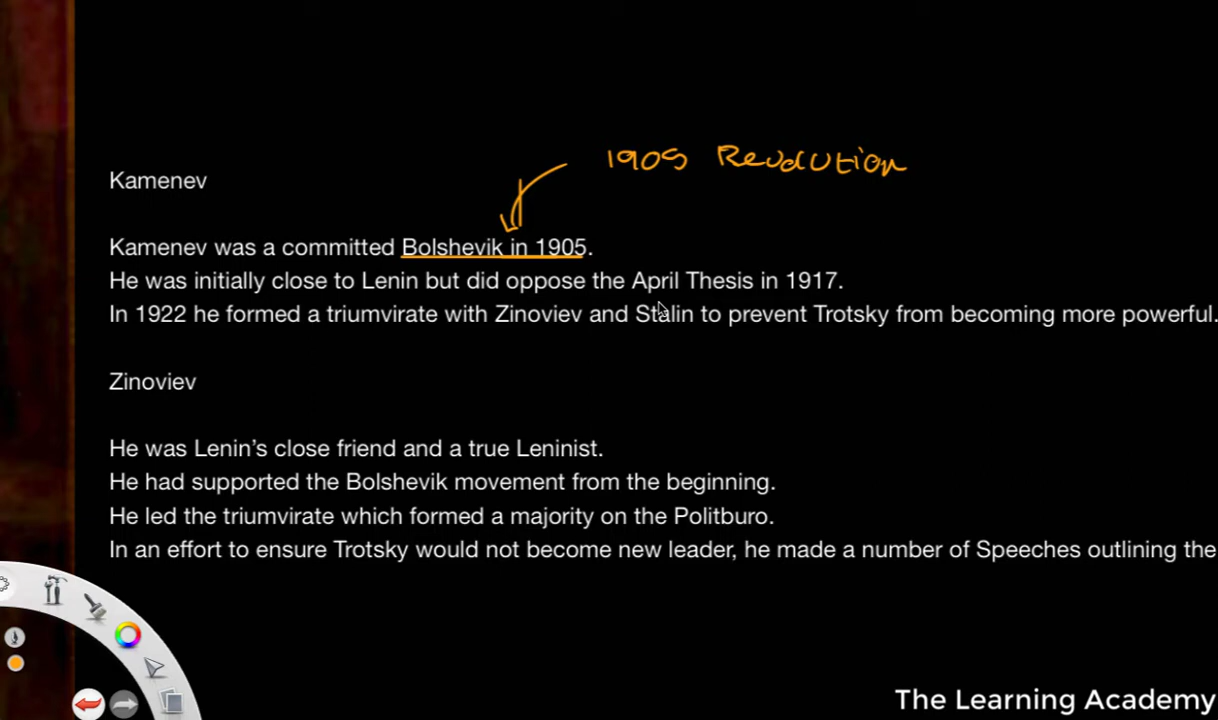 1905 Revolution
Kamenev
Kamenev was a committed Bolshevik in 1905.
He was initially close to Lenin but did oppose the April Thesis in 1917.
In 1922 he formed a triumvirate with Zinoviev and Stalin to prevent Trotsky from becoming more powerful.
Zinoviev
He was Lenin’s close friend and a true Leninist.
He had supported the Bolshevik movement from the beginning.
He led the triumvirate which formed a majority on the Politburo.
In an effort to ensure Trotsky would not become new leader, he made a number of Speeches outlining the
The Learning Academy